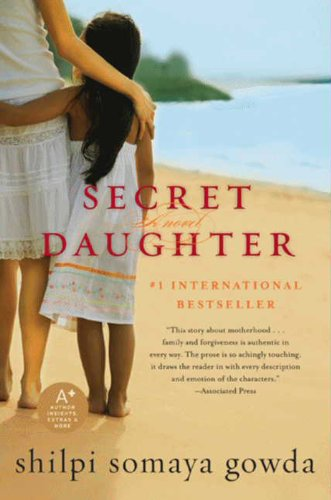 SECRET
a novel
DAUGHTER
#1 INTERNATIONAL
BESTSELLER
"This story about motherhood . . .
family and forgiveness is authentic in
every way. The prose is so achingly touching,
it draws the reader in with every description
and emotion of the characters."
—Associated Press
A+
AUTHOR
INSIGHTS,
EXTRAS &
MORE
shilpi somaya gowda